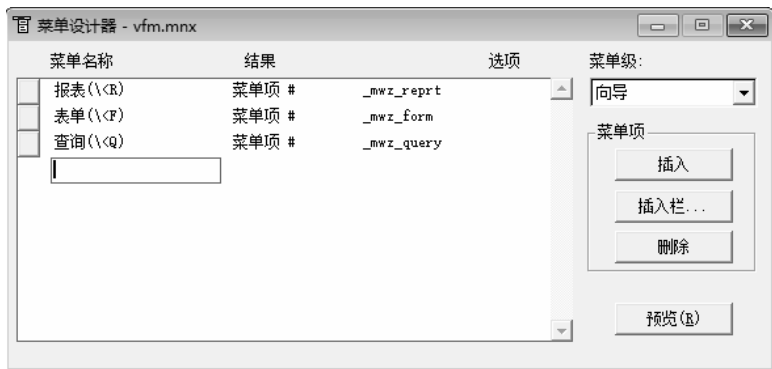 菜单设计器 - vfm.mnx
菜单名称 结果 选项 菜单级:
报表(\<R) 菜单项 # _mwz_reprt 向导
表单(\<F) 菜单项 # _mwz_form
查询(\<Q) 菜单项 # _mwz_query
菜单项
插入
插入栏...
删除
预览(R)